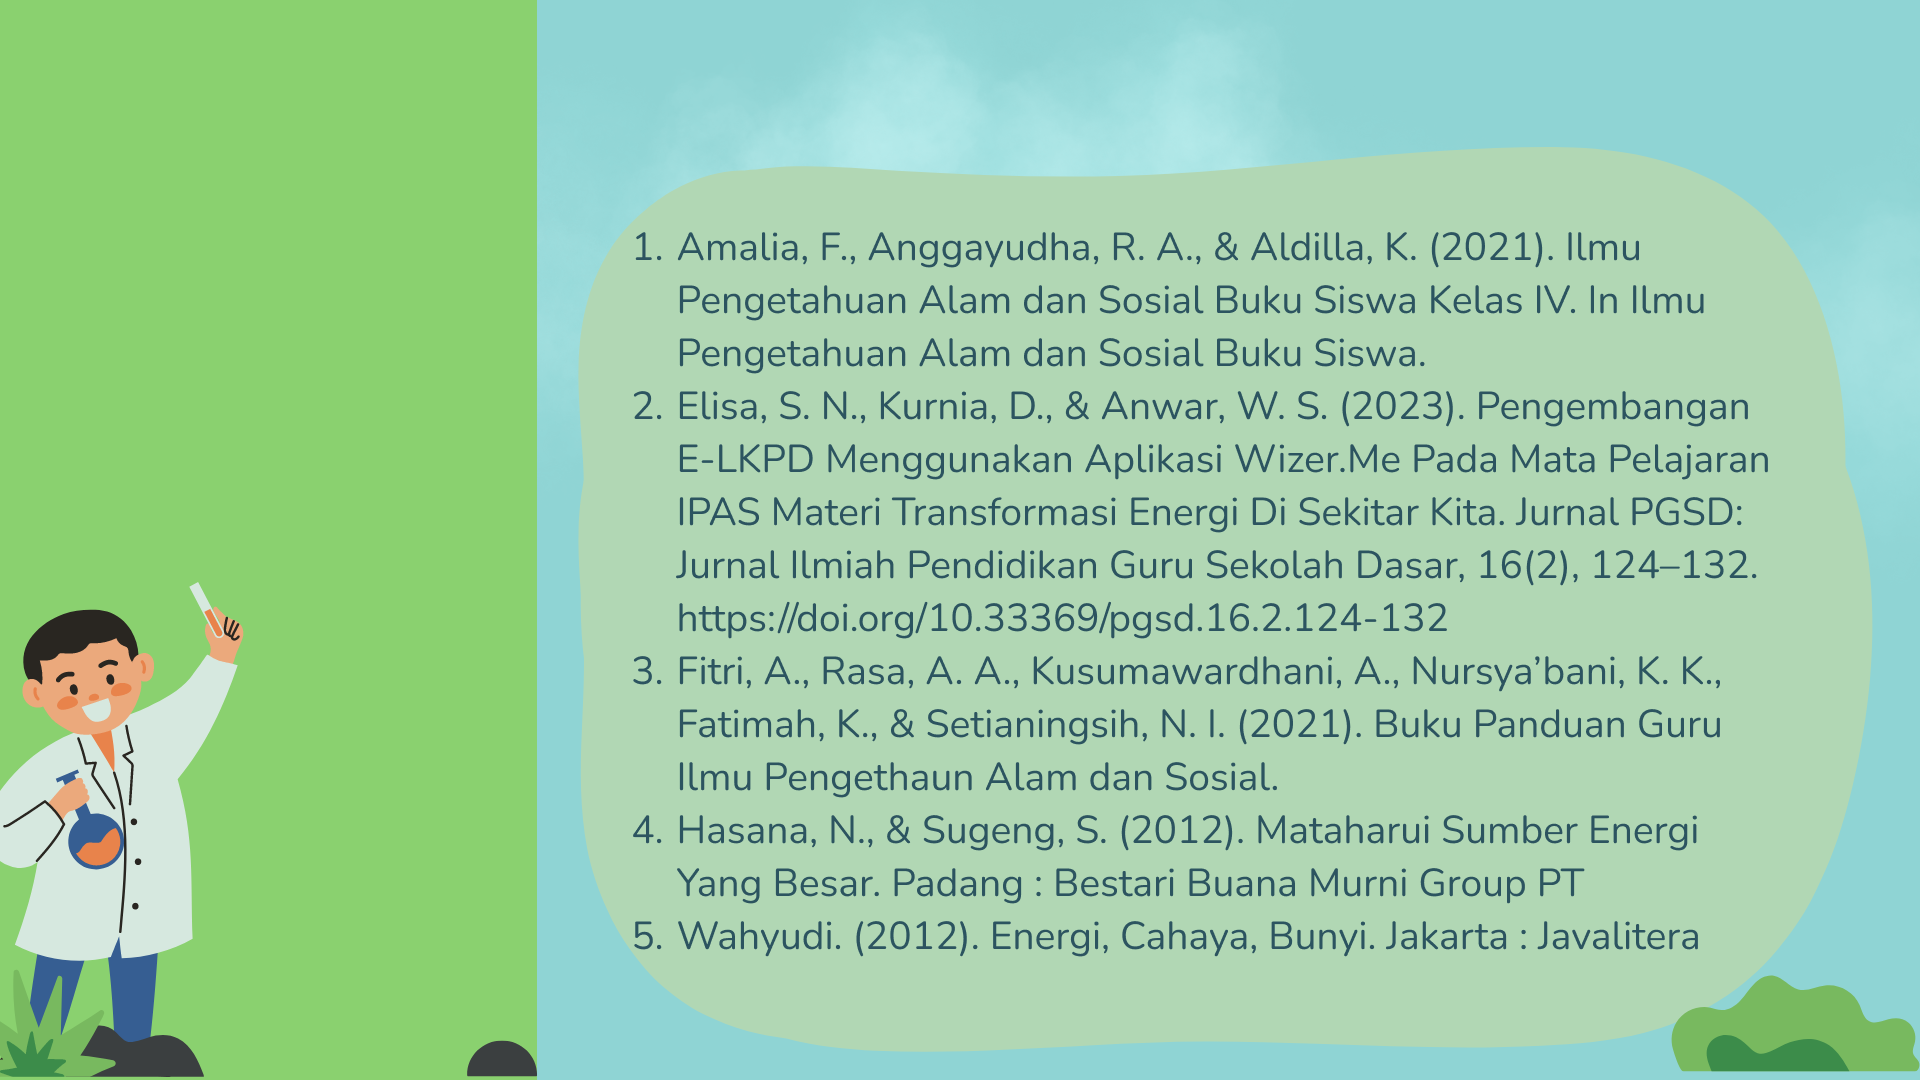 1. Amalia, F., Anggayudha, R. A., & Aldilla, K. (2021). Ilmu
Pengetahuan Alam dan Sosial Buku Siswa Kelas IV. In Ilmu
Pengetahuan Alam dan Sosial Buku Siswa.
2. Elisa, S. N., Kurnia, D., & Anwar, W. S. (2023). Pengembangan
E-LKPD Menggunakan Aplikasi Wizer.Me Pada Mata Pelajaran
IPAS Materi Transformasi Energi Di Sekitar Kita. Jurnal PGSD:
Jurnal Ilmiah Pendidikan Guru Sekolah Dasar, 16(2), 124–132.
https://doi.org/10.33369/pgsd.16.2.124-132
3. Fitri, A., Rasa, A. A., Kusumawardhani, A., Nursya’bani, K. K.,
Fatimah, K., & Setianingsih, N. I. (2021). Buku Panduan Guru
Ilmu Pengethaun Alam dan Sosial.
4. Hasana, N., & Sugeng, S. (2012). Mataharui Sumber Energi
Yang Besar. Padang : Bestari Buana Murni Group PT
5. Wahyudi. (2012). Energi, Cahaya, Bunyi. Jakarta : Javalitera